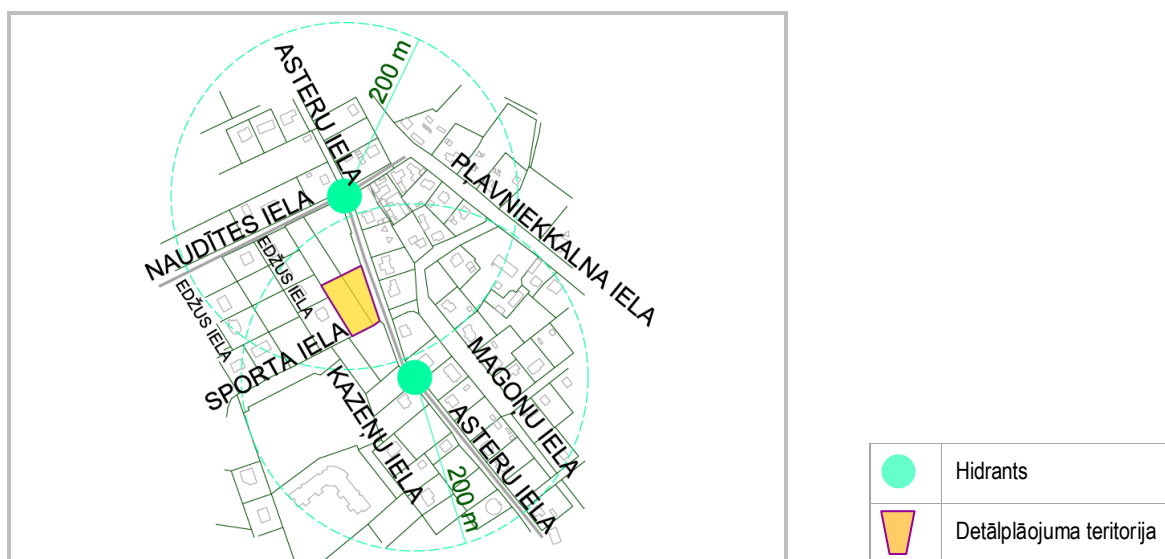 ASTERU IELA
200 m
PĻAVNIEKKALNA IELA
NAUDĪTES IELA
EDŽUS IELA
EDŽUS IELA
SPORTA IELA
KAZEŅU IELA
MAGOŅU IELA
ASTERU IELA
200 m
Hidrants
Detālplāojuma teritorija